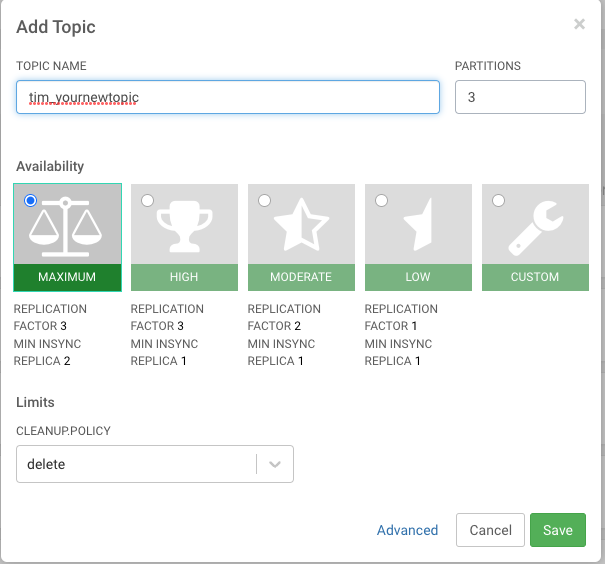 Add Topic
×
TOPIC NAME
PARTITIONS
tim_yournewtopic
3
Availability
MAXIMUM
HIGH
MODERATE
LOW
CUSTOM
REPLICATION
FACTOR 3
MIN INSYNC
REPLICA 2
REPLICATION
FACTOR 3
MIN INSYNC
REPLICA 1
REPLICATION
FACTOR 2
MIN INSYNC
REPLICA 1
REPLICATION
FACTOR 1
MIN INSYNC
REPLICA 1
Limits
CLEANUP.POLICY
delete
Advanced
Cancel
Save